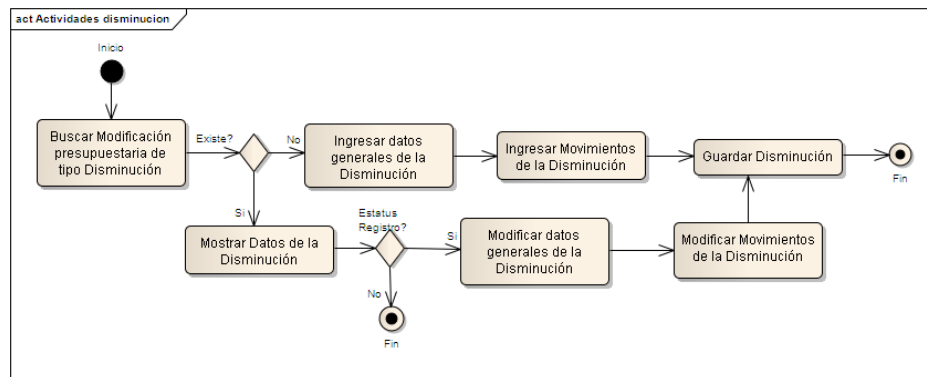 act Actividades disminucion
Inicio
Buscar Modificación
presupuestaria de
tipo Disminución
Existe?
No
Ingresar datos
generales de la
Disminución
Ingresar Movimientos
de la Disminución
Guardar Disminución
Fin
Si
Mostrar Datos de la
Disminución
Estatus
Registro?
Si
Modificar datos
generales de la
Disminución
Modificar Movimientos
de la Disminución
No
Fin